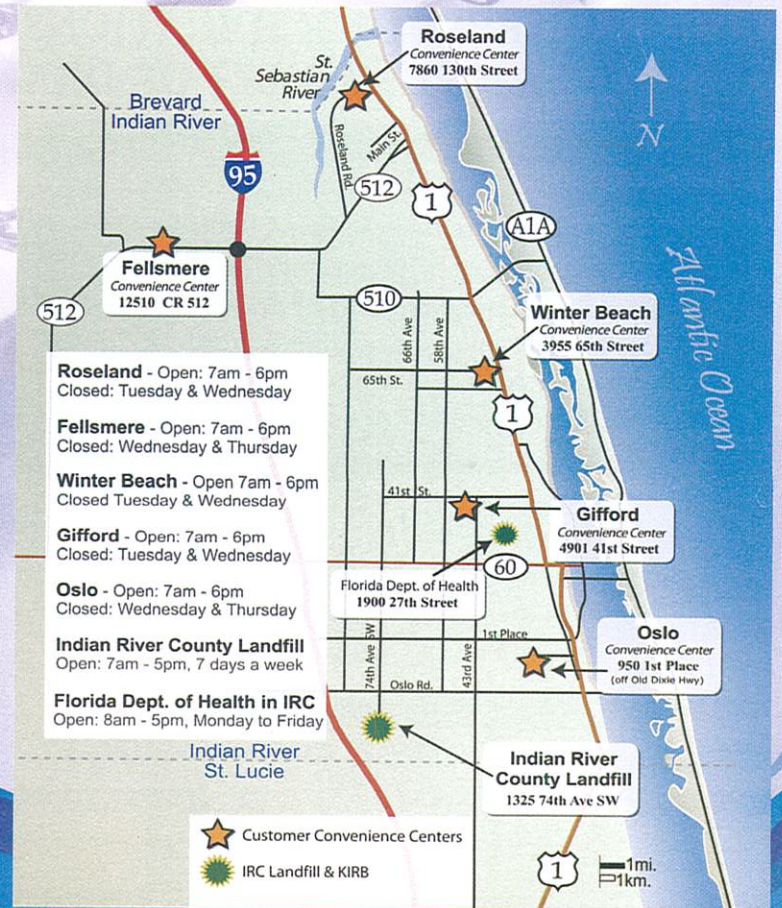 Roseland
Convenience Center
7860 130th Street
St.
Sebastian
River
Brevard
Indian River
Roseland Rd.
Main St.
95
512
1
A1A
N
Fellsmere
Convenience Center
12510 CR 512
512
510
Atlantic Ocean
Winter Beach
Convenience Center
3955 65th Street
66th Ave
58th Ave
65th St.
1
Roseland - Open: 7am - 6pm
Closed: Tuesday & Wednesday
Fellsmere - Open: 7am - 6pm
Closed: Wednesday & Thursday
Winter Beach - Open 7am - 6pm
Closed Tuesday & Wednesday
Gifford - Open: 7am - 6pm
Closed: Tuesday & Wednesday
Oslo - Open: 7am - 6pm
Closed: Wednesday & Thursday
Indian River County Landfill
Open: 7am - 5pm, 7 days a week
Florida Dept. of Health in IRC
Open: 8am - 5pm, Monday to Friday
41st St.
Gifford
Convenience Center
4901 41st Street
60
Florida Dept. of Health
1900 27th Street
1st Place
74th Ave SW
43rd Ave
Oslo Rd.
Oslo
Convenience Center
950 1st Place
(off Old Dixie Hwy)
Indian River
St. Lucie
Indian River
County Landfill
1325 74th Ave SW
Customer Convenience Centers
IRC Landfill & KIRB
1
1mi.
1km.